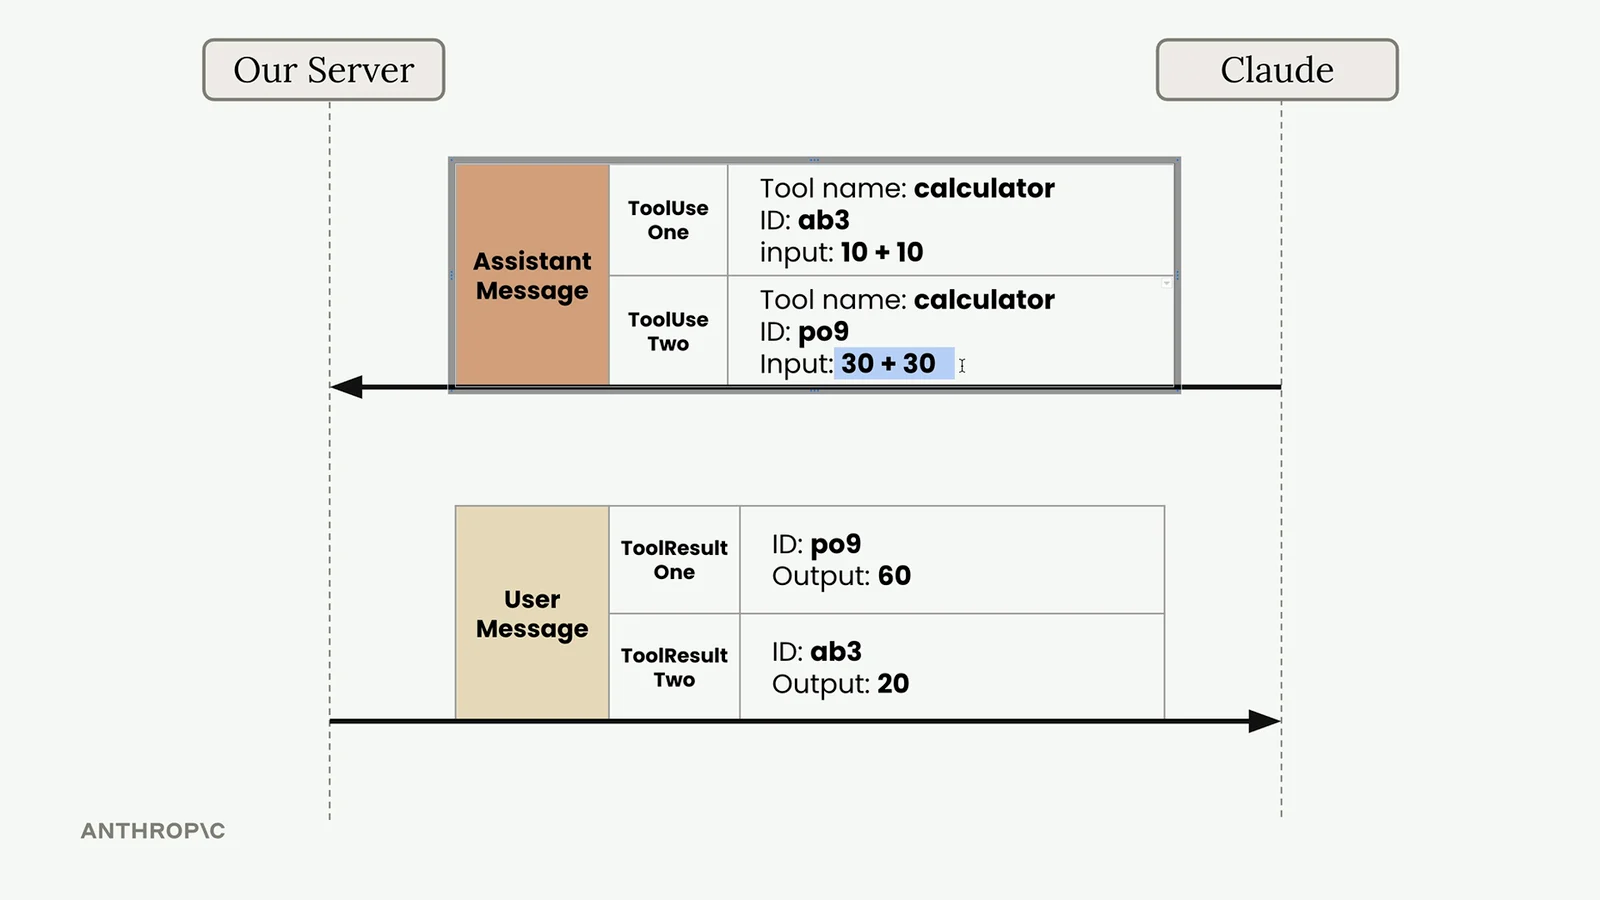 Our Server
Claude
Assistant
Message
ToolUse
One
Tool name: calculator
ID: ab3
input: 10 + 10
ToolUse
Two
Tool name: calculator
ID: po9
Input: 30 + 30
User
Message
ToolResult
One
ID: po9
Output: 60
ToolResult
Two
ID: ab3
Output: 20
ANTHROP\C